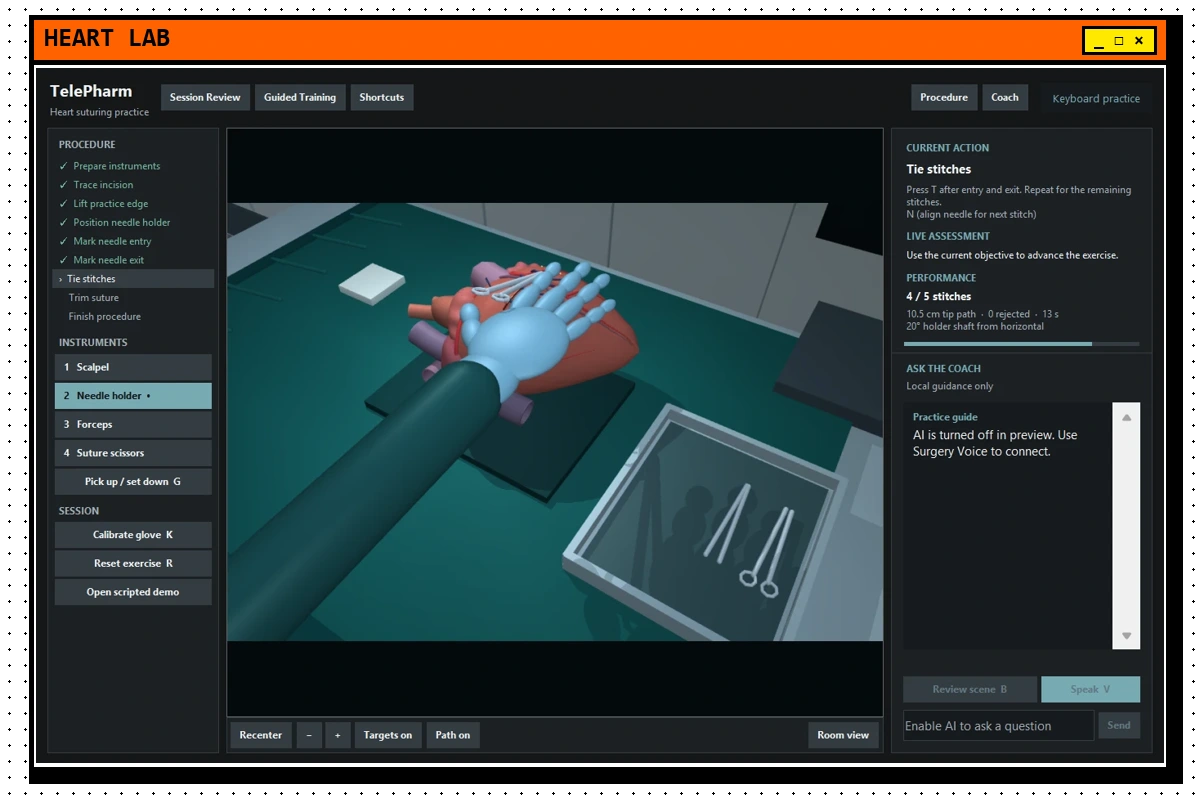 HEART LAB
TelePharm
Heart suturing practice
Session Review
Guided Training
Shortcuts
Procedure
Coach
Keyboard practice
PROCEDURE
✓ Prepare instruments
✓ Trace incision
✓ Lift practice edge
✓ Position needle holder
✓ Mark needle entry
✓ Mark needle exit
› Tie stitches
Trim suture
Finish procedure
INSTRUMENTS
1 Scalpel
2 Needle holder •
3 Forceps
4 Suture scissors
Pick up / set down G
SESSION
Calibrate glove K
Reset exercise R
Open scripted demo
Recenter
−
+
Targets on
Path on
Room view
CURRENT ACTION
Tie stitches
Press T after entry and exit. Repeat for the remaining
stitches.
N (align needle for next stitch)
LIVE ASSESSMENT
Use the current objective to advance the exercise.
PERFORMANCE
4 / 5 stitches
10.5 cm tip path · 0 rejected · 13 s
20° holder shaft from horizontal
ASK THE COACH
Local guidance only
Practice guide
AI is turned off in preview. Use
Surgery Voice to connect.
Review scene B
Speak V
Enable AI to ask a question
Send